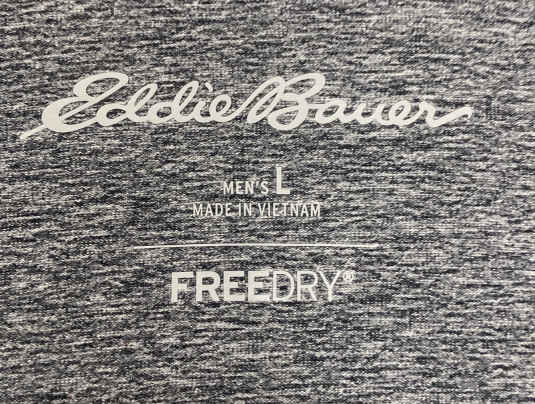 Eddie Bauer
MEN'S L
MADE IN VIETNAM
FREEDRY®